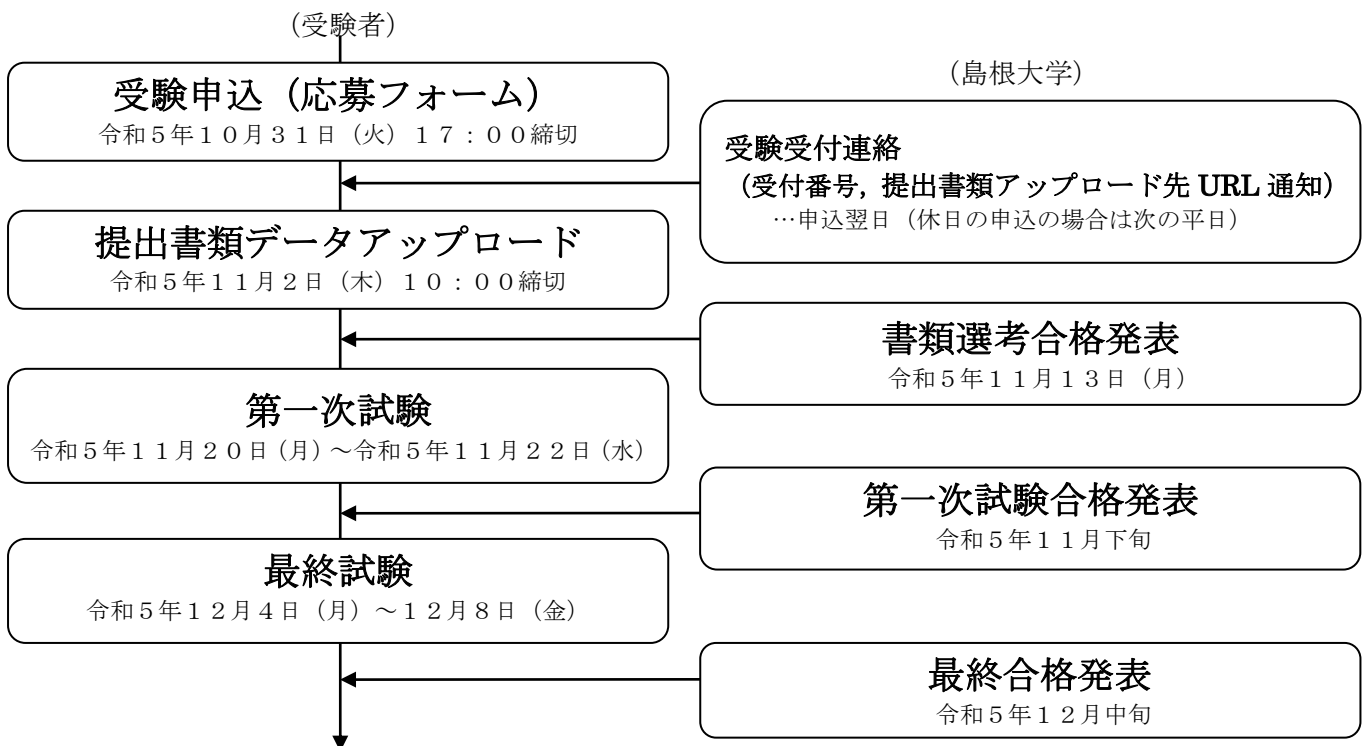 (受験者)
受験申込（応募フォーム）
令和５年１０月３１日（火）１７：００締切
(島根大学)
受験受付連絡
（受付番号，提出書類アップロード先 URL 通知）
…申込翌日（休日の申込の場合は次の平日）
提出書類データアップロード
令和５年１１月２日（木）１０：００締切
書類選考合格発表
令和５年１１月１３日（月）
第一次試験
令和５年１１月２０日（月）～令和５年１１月２２日（水）
第一次試験合格発表
令和５年１１月下旬
最終試験
令和５年１２月４日（月）～１２月８日（金）
最終合格発表
令和５年１２月中旬